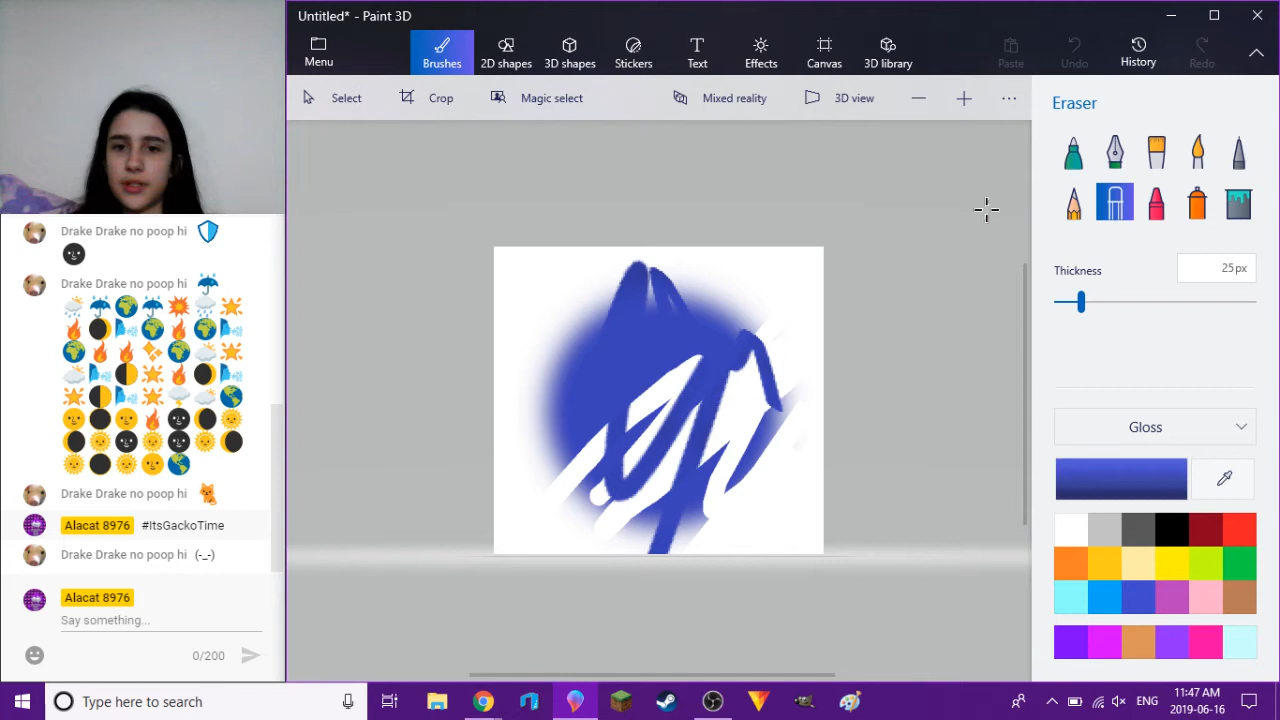 Untitled* - Paint 3D
Menu
Brushes
2D shapes
3D shapes
Stickers
Text
Effects
Canvas
3D library
Paste
Undo
History
Redo
Select
Crop
Magic select
Mixed reality
3D view
Eraser
Thickness
25px
Gloss
Drake Drake no poop hi
Drake Drake no poop hi
Drake Drake no poop hi
Alacat 8976 #ItsGackoTime
Drake Drake no poop hi (-_-)
Alacat 8976
Say something...
0/200
Type here to search
ENG
11:47 AM
2019-06-16